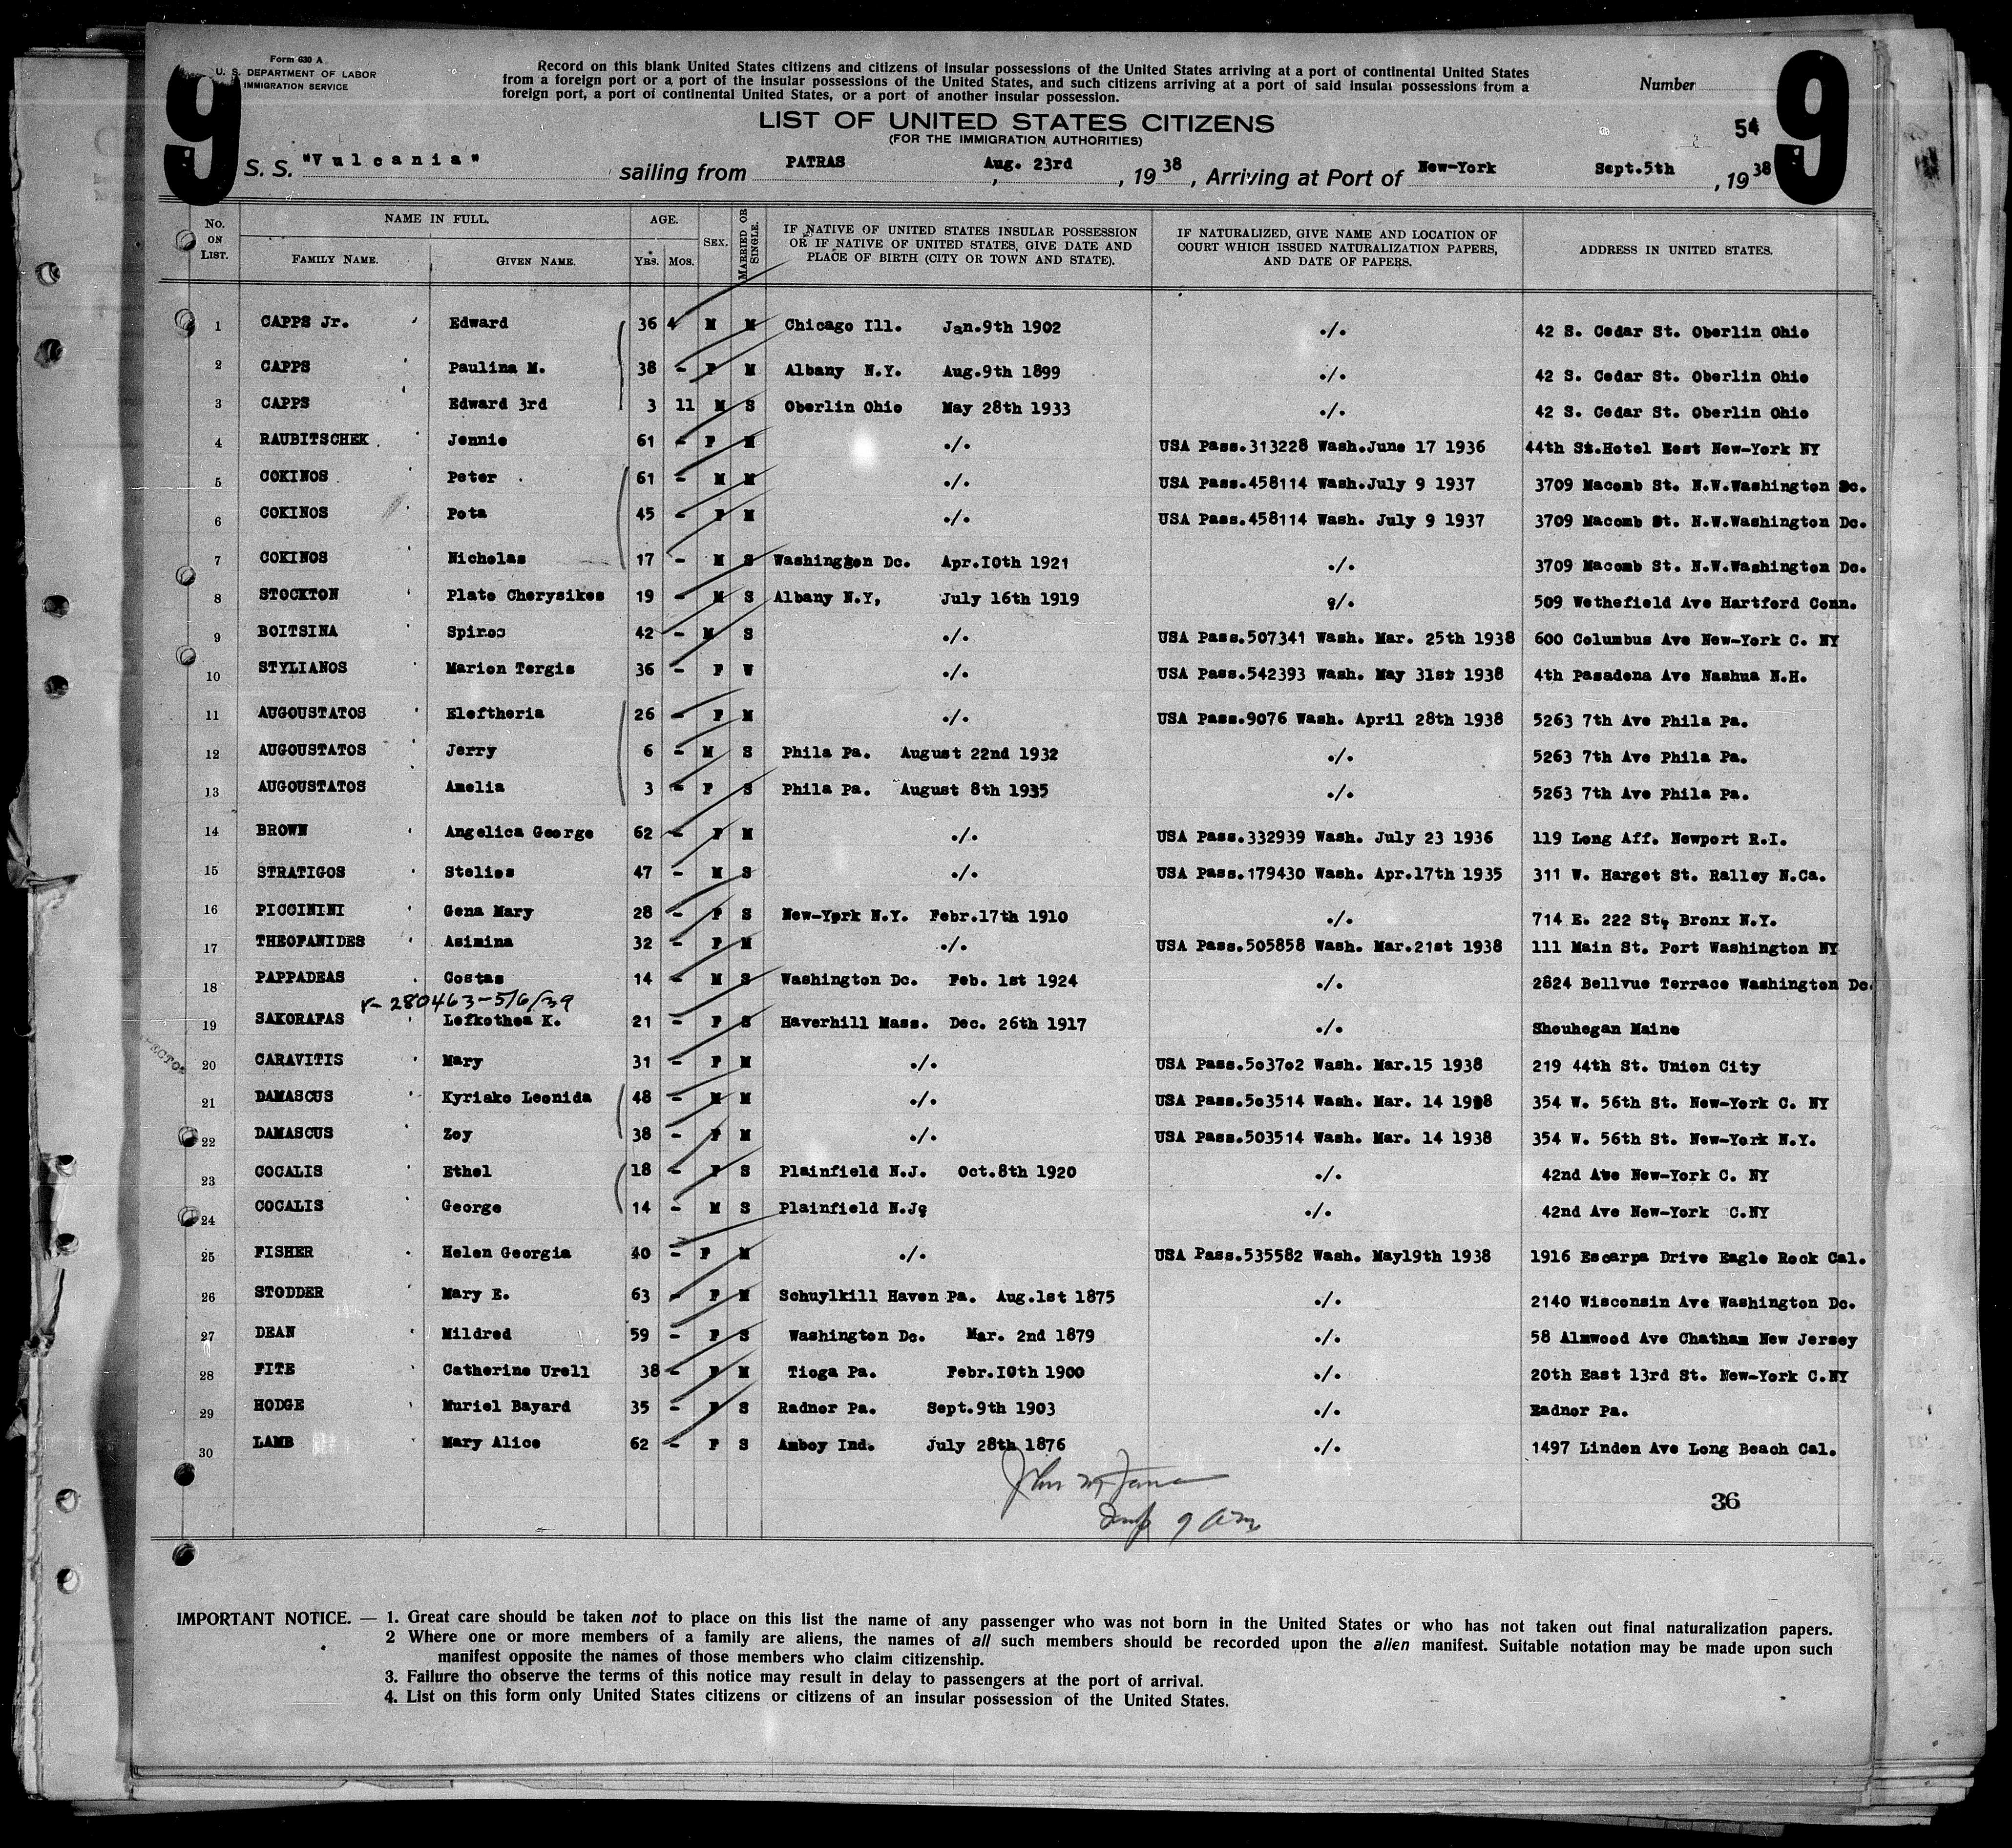 9
9
Form 630 A
U. S. DEPARTMENT OF LABOR
IMMIGRATION SERVICE
Record on this blank United States citizens and citizens of insular possessions of the United States arriving at a port of continental United States
from a foreign port or a port of the insular possessions of the United States, and such citizens arriving at a port of said insular possessions from a
foreign port, a port of continental United States, or a port of another insular possession.
Number
LIST OF UNITED STATES CITIZENS
(FOR THE IMMIGRATION AUTHORITIES)
54
S. S. "Vulcania" sailing from PATRAS Aug. 23rd, 1938, Arriving at Port of New-York Sept.5th, 1938
No. ON LIST. NAME IN FULL. FAMILY NAME. GIVEN NAME. AGE. YRS. MOS. SEX. MARRIED OR SINGLE. IF NATIVE OF UNITED STATES INSULAR POSSESSION OR IF NATIVE OF UNITED STATES, GIVE DATE AND PLACE OF BIRTH (CITY OR TOWN AND STATE). IF NATURALIZED, GIVE NAME AND LOCATION OF COURT WHICH ISSUED NATURALIZATION PAPERS, AND DATE OF PAPERS. ADDRESS IN UNITED STATES.
1 CAPPS Jr. Edward 36 4 M M Chicago Ill. Jan.9th 1902 ./. 42 S. Cedar St. Oberlin Ohio
2 CAPPS Paulina M. 38 - F M Albany N.Y. Aug.9th 1899 ./. 42 S. Cedar St. Oberlin Ohio
3 CAPPS Edward 3rd 3 11 M S Oberlin Ohio May 28th 1933 ./. 42 S. Cedar St. Oberlin Ohio
4 RAUBITSCHEK Jennie 61 - F M ./. USA Pass.313228 Wash.June 17 1936 44th St.Hotel West New-York NY
5 COKINOS Peter 61 - M M ./. USA Pass.458114 Wash.July 9 1937 3709 Macomb St. N.W.Washington Dc.
6 COKINOS Pota 45 - F M ./. USA Pass.458114 Wash. July 9 1937 3709 Macomb St. N.W.Washington Dc.
7 COKINOS Nicholas 17 - M S Washington Dc. Apr.I0th 1921 ./. 3709 Macomb St. N.W.Washington Dc.
8 STOCKTON Plato Cherysikes 19 - M S Albany N.Y, July 16th 1919 ./. 509 Wethefield Ave Hartford Conn.
9 BOITSINA Spiros 42 - M S ./. USA Pass.507341 Wash. Mar. 25th 1938 600 Columbus Ave New-York C. NY
10 STYLIANOS Marion Tergis 36 - F W ./. USA Pass.542393 Wash. May 31st 1938 4th Pasadena Ave Nashua N.H.
11 AUGOUSTATOS Eleftheria 26 - F M ./. USA Pass.9076 Wash. April 28th 1938 5263 7th Ave Phila Pa.
12 AUGOUSTATOS Jerry 6 - M S Phila Pa. August 22nd 1932 ./. 5263 7th Ave Phila Pa.
13 AUGOUSTATOS Amelia 3 - F S Phila Pa. August 8th 1935 ./. 5263 7th Ave Phila Pa.
14 BROWN Angelica George 62 - F M ./. USA Pass.332939 Wash. July 23 1936 119 Long Aff. Newport R.I.
15 STRATIGOS Stelios 47 - M S ./. USA Pass.179430 Wash. Apr.17th 1935 311 W. Harget St. Ralley N.Ca.
16 PICCININI Gena Mary 28 - F S New-York N.Y. Febr.17th 1910 ./. 714 E. 222 St. Bronx N.Y.
17 THEOFANIDES Asimina 32 - F M ./. USA Pass.505858 Wash. Mar.21st 1938 111 Main St. Port Washington NY
18 PAPPADEAS Costas 14 - M S Washington Dc. Feb. 1st 1924 ./. 2824 Bellvue Terrace Washington Dc.
v- 280463-5/6/39
19 SAKORAFAS Lefkothea K. 21 - F S Haverhill Mass. Dec. 26th 1917 ./. Shouhegan Maine
20 CARAVITIS Mary 31 - F M ./. USA Pass.503702 Wash. Mar.15 1938 219 44th St. Union City
21 DAMASCUS Kyriako Leonida 48 - M M ./. USA Pass.503514 Wash. Mar. 14 1938 354 W. 56th St. New-York C. NY
22 DAMASCUS Zoy 38 - F M ./. USA Pass.503514 Wash. Mar. 14 1938 354 W. 56th St. New-York N.Y.
23 COCALIS Ethel 18 - F S Plainfield N.J. Oct.8th 1920 ./. 42nd Ave New-York C. NY
24 COCALIS George 14 - M S Plainfield N.J. ./. 42nd Ave New-York C.NY
25 FISHER Helen Georgia 40 - F M ./. USA Pass.535582 Wash. May19th 1938 1916 Escarpa Drive Eagle Rock Cal.
26 STODDER Mary E. 63 - F M Schuylkill Haven Pa. Aug.1st 1875 ./. 2140 Wisconsin Ave Washington Dc.
27 DEAN Mildred 59 - F S Washington Dc. Mar. 2nd 1879 ./. 58 Almwood Ave Chatham New Jersey
28 FITE Catherine Urell 38 - F M Tioga Pa. Febr.I0th 1900 ./. 20th East 13rd St. New-York C.NY
29 HODGE Muriel Bayard 35 - F S Radnor Pa. Sept.9th 1903 ./. Radnor Pa.
30 LAMB Mary Alice 62 - F S Amboy Ind. July 28th 1876 ./. 1497 Linden Ave Long Beach Cal.
36
IMPORTANT NOTICE. — 1. Great care should be taken not to place on this list the name of any passenger who was not born in the United States or who has not taken out final naturalization papers.
2 Where one or more members of a family are aliens, the names of all such members should be recorded upon the alien manifest. Suitable notation may be made upon such
manifest opposite the names of those members who claim citizenship.
3. Failure tho observe the terms of this notice may result in delay to passengers at the port of arrival.
4. List on this form only United States citizens or citizens of an insular possession of the United States.